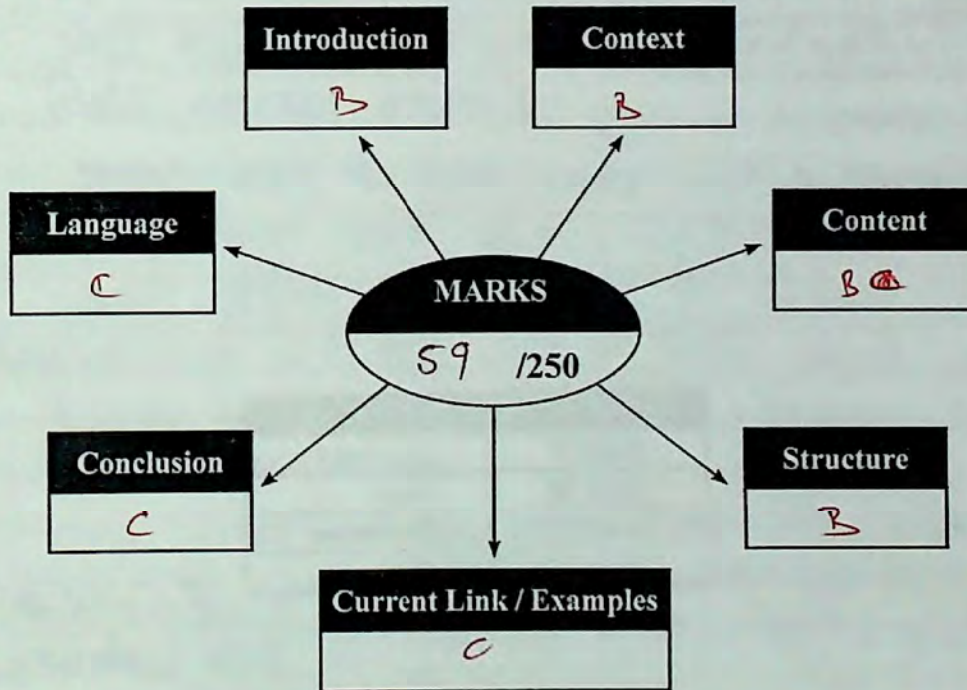 Introduction
B
Context
B
Language
C
Content
B
MARKS
59 /250
Conclusion
C
Structure
B
Current Link / Examples
C